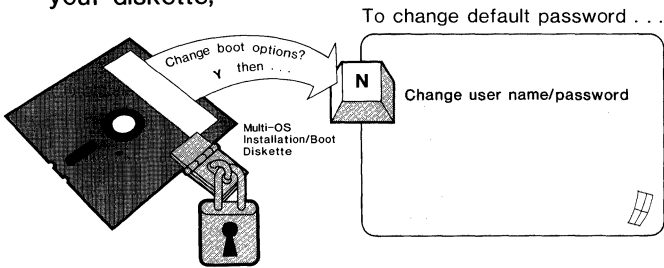 your diskette,
To change default password . . .
Change boot options?
Y then . . .
N
Change user name/password
Multi-OS
Installation/Boot
Diskette